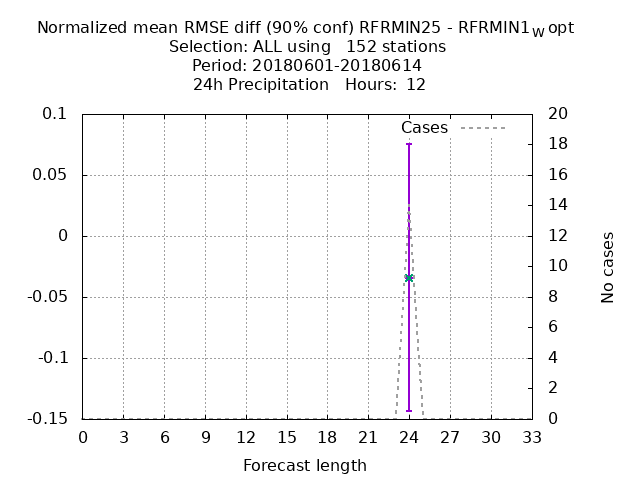 Normalized mean RMSE diff (90% conf) RFRMIN25 - RFRMIN1_w opt
Selection: ALL using   152 stations
Period: 20180601-20180614
24h Precipitation   Hours:  12
0.1
0.05
0
-0.05
-0.1
-0.15
Cases
20
18
16
14
12
10
8
6
4
2
0
No cases
0 3 6 9 12 15 18 21 24 27 30 33
Forecast length